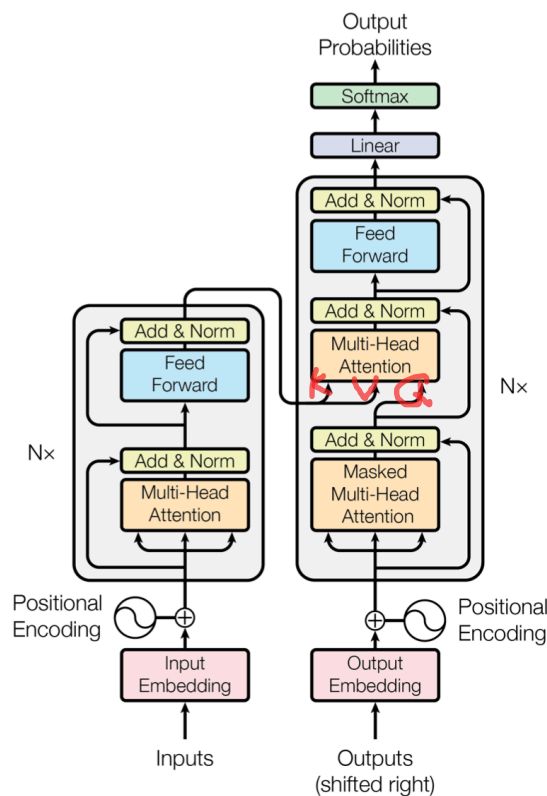 Output
Probabilities
Softmax
Linear
Add & Norm
Feed
Forward
Add & Norm
Multi-Head
Attention
K V Q
Add & Norm
Masked
Multi-Head
Attention
N×
Add & Norm
Feed
Forward
Add & Norm
Multi-Head
Attention
N×
Positional
Encoding
Positional
Encoding
Input
Embedding
Output
Embedding
Inputs
Outputs
(shifted right)